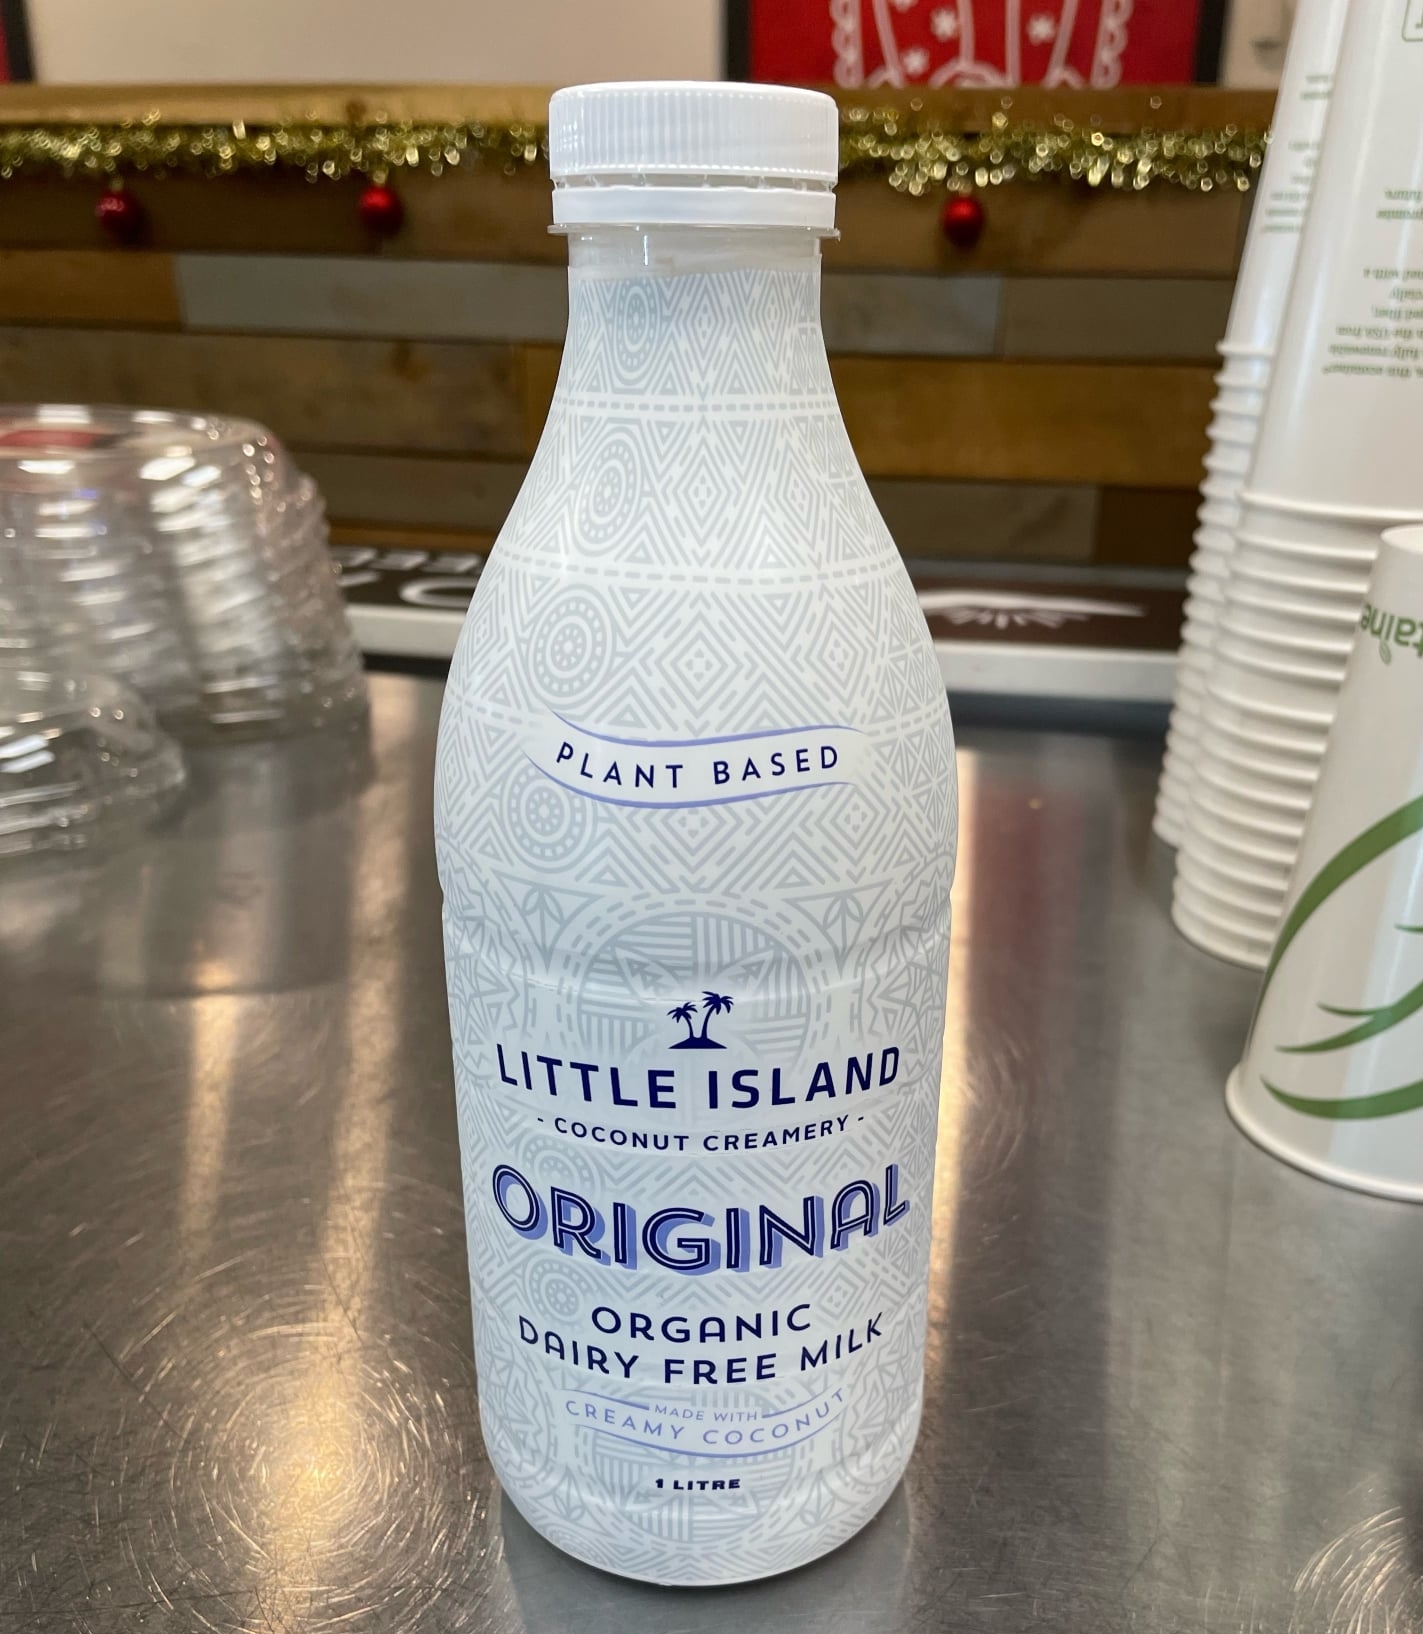 PLANT BASED
LITTLE ISLAND
- COCONUT CREAMERY -
ORIGINAL
ORGANIC
DAIRY FREE MILK
MADE WITH
CREAMY COCONUT
1 LITRE